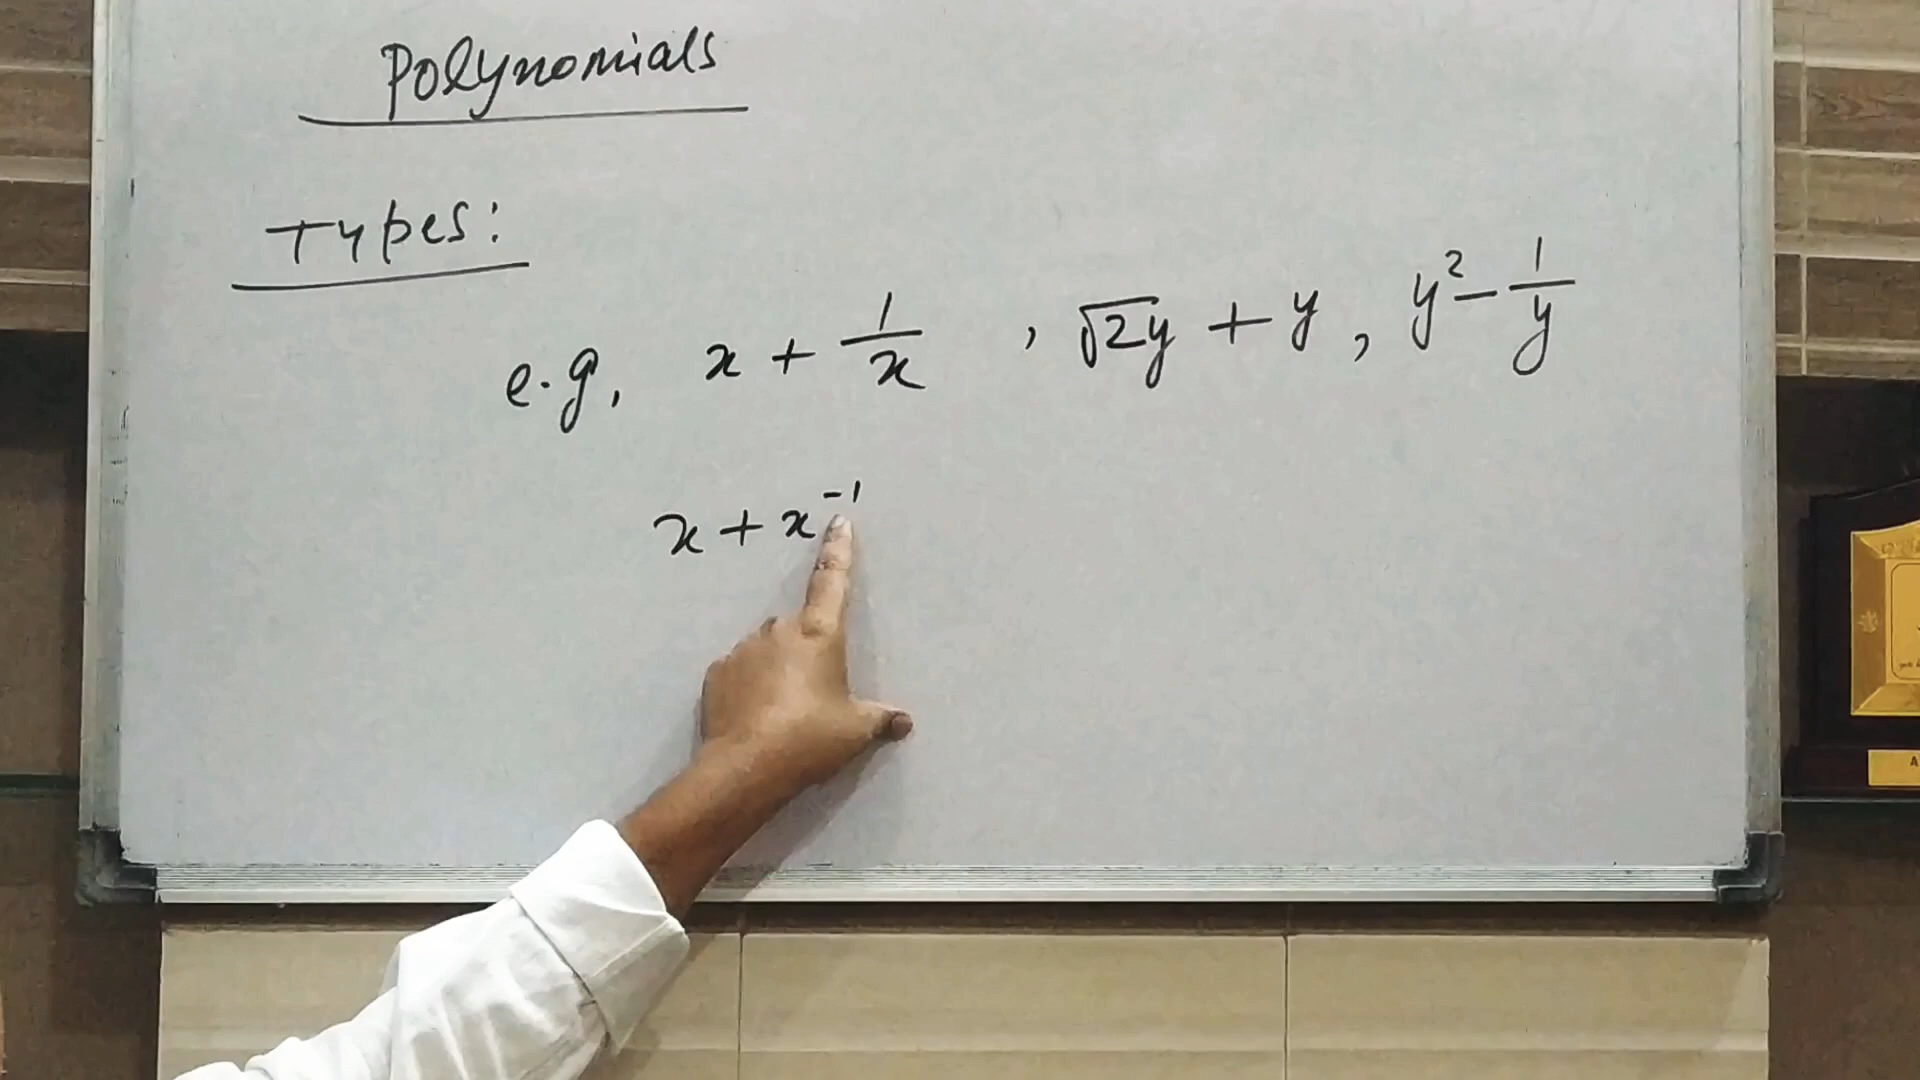 Polynomials
Types:
e.g, x + 1/x , √2y + y, y² - 1/y
x + x⁻¹